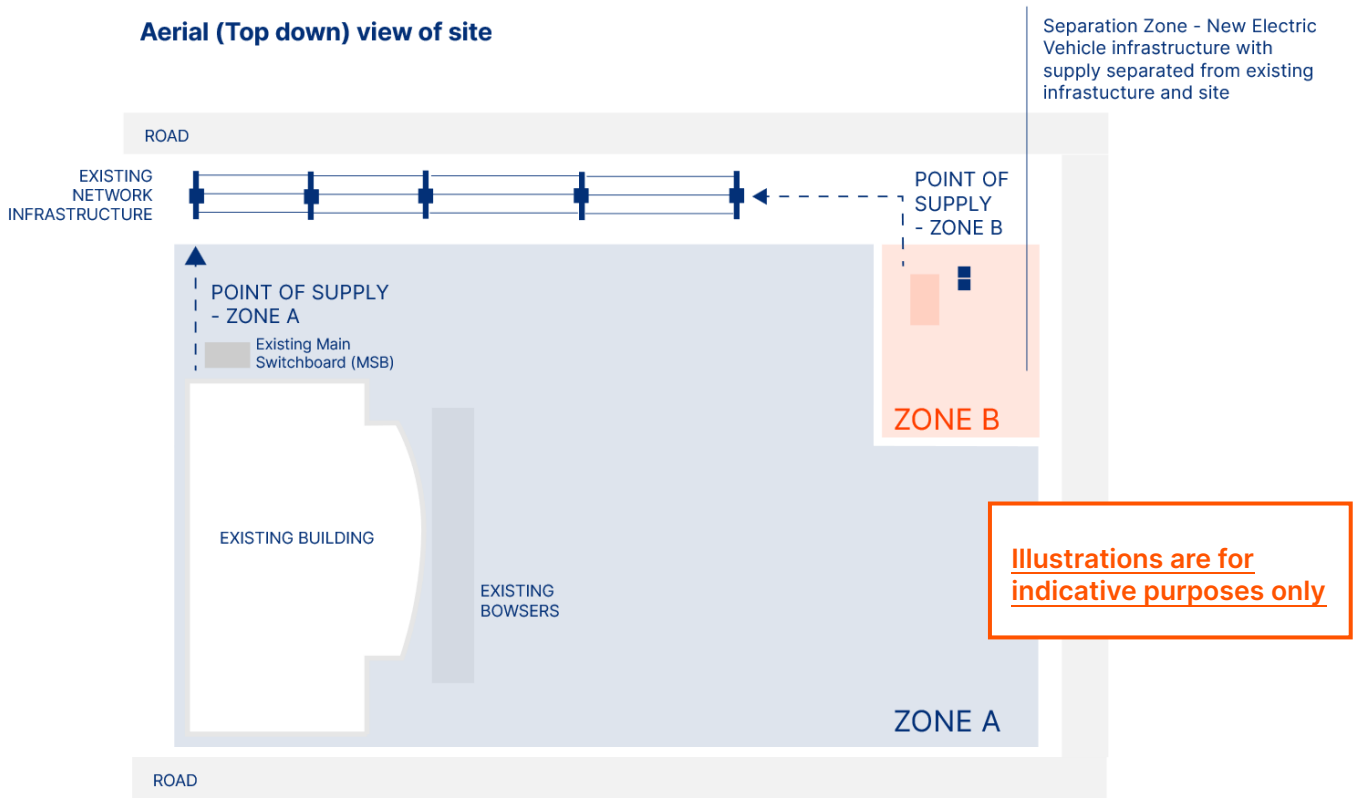 Aerial (Top down) view of site
Separation Zone - New Electric
Vehicle infrastructure with
supply separated from existing
infrastucture and site
ROAD
EXISTING
NETWORK
INFRASTRUCTURE
POINT OF
SUPPLY
- ZONE B
POINT OF SUPPLY
- ZONE A
Existing Main
Switchboard (MSB)
ZONE B
EXISTING BUILDING
EXISTING
BOWSERS
Illustrations are for
indicative purposes only
ZONE A
ROAD